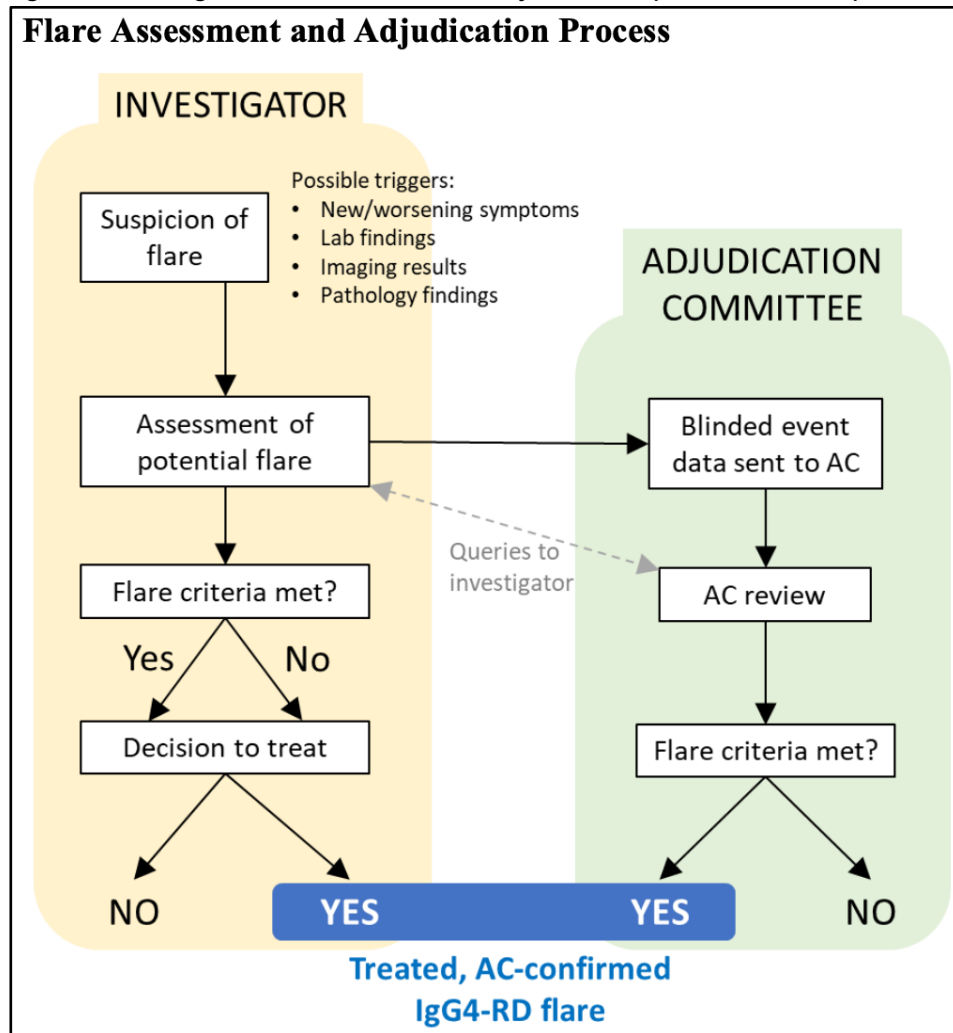 Flare Assessment and Adjudication Process
INVESTIGATOR
Suspicion of
flare
Possible triggers:
• New/worsening symptoms
• Lab findings
• Imaging results
• Pathology findings
ADJUDICATION
COMMITTEE
Assessment of
potential flare
Blinded event
data sent to AC
Queries to
investigator
Flare criteria met?
AC review
Yes
No
Decision to treat
Flare criteria met?
NO
YES
YES
NO
Treated, AC-confirmed
IgG4-RD flare